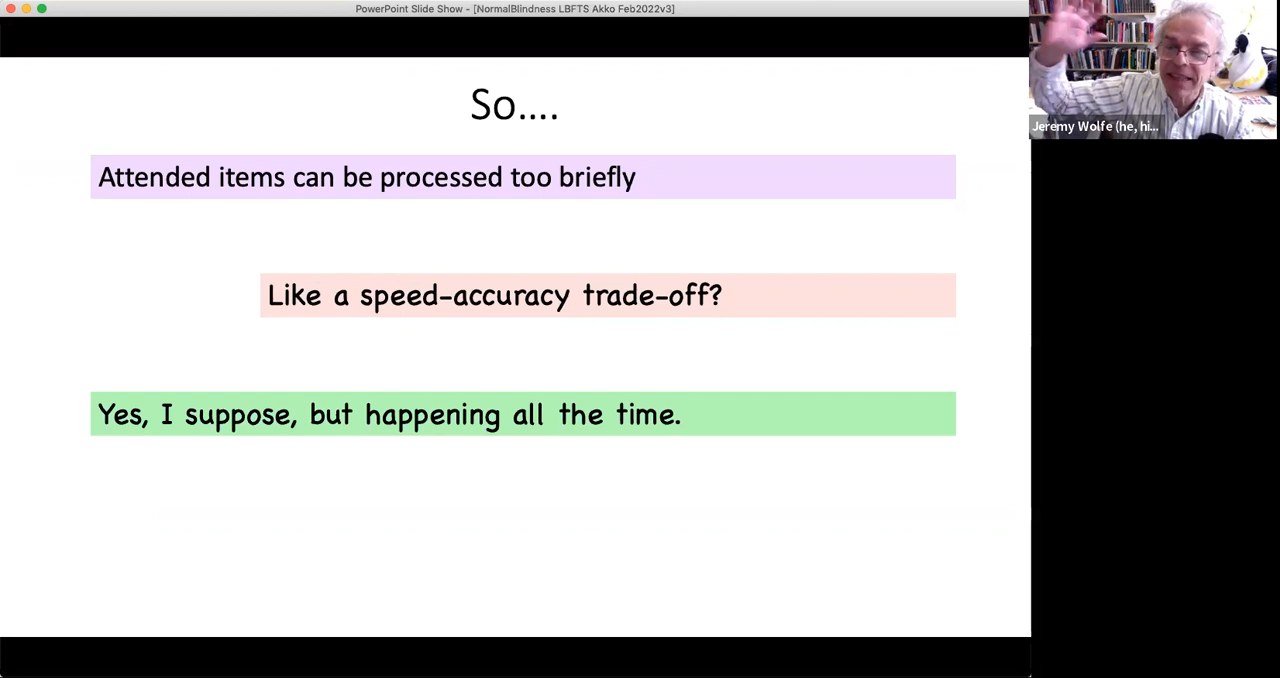 PowerPoint Slide Show - [NormalBlindness LBFTS Akko Feb2022v3]
So....
Attended items can be processed too briefly
Like a speed-accuracy trade-off?
Yes, I suppose, but happening all the time.
Jeremy Wolfe (he, hi...